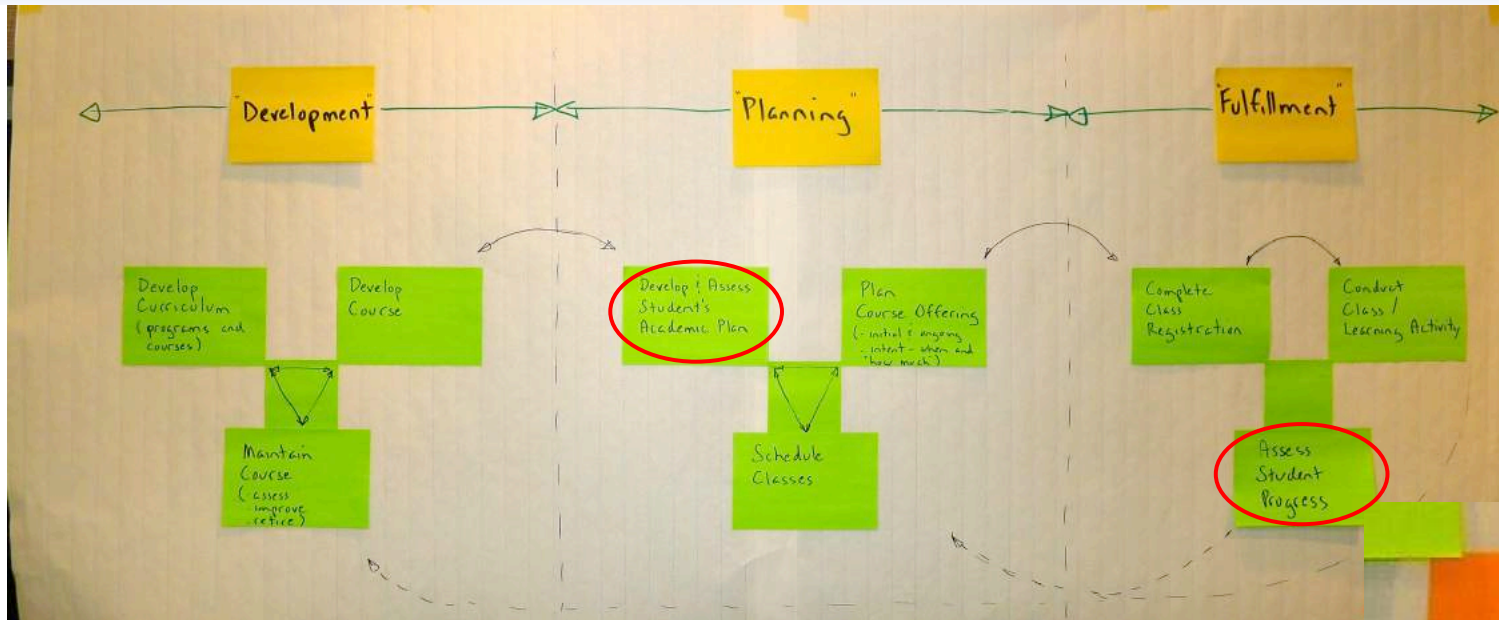 "Development"
"Planning"
"Fulfillment"
Develop
Curriculum
(programs and
courses)
Develop
Course
Maintain
Course
(assess
- improve
- retire)
Develop & Assess
Student's
Academic Plan
Plan
Course Offering
(- initial & ongoing
- intent - when and
"how much")
Schedule
Classes
Complete
Class
Registration
Conduct
Class /
Learning Activity
Assess
Student
Progress